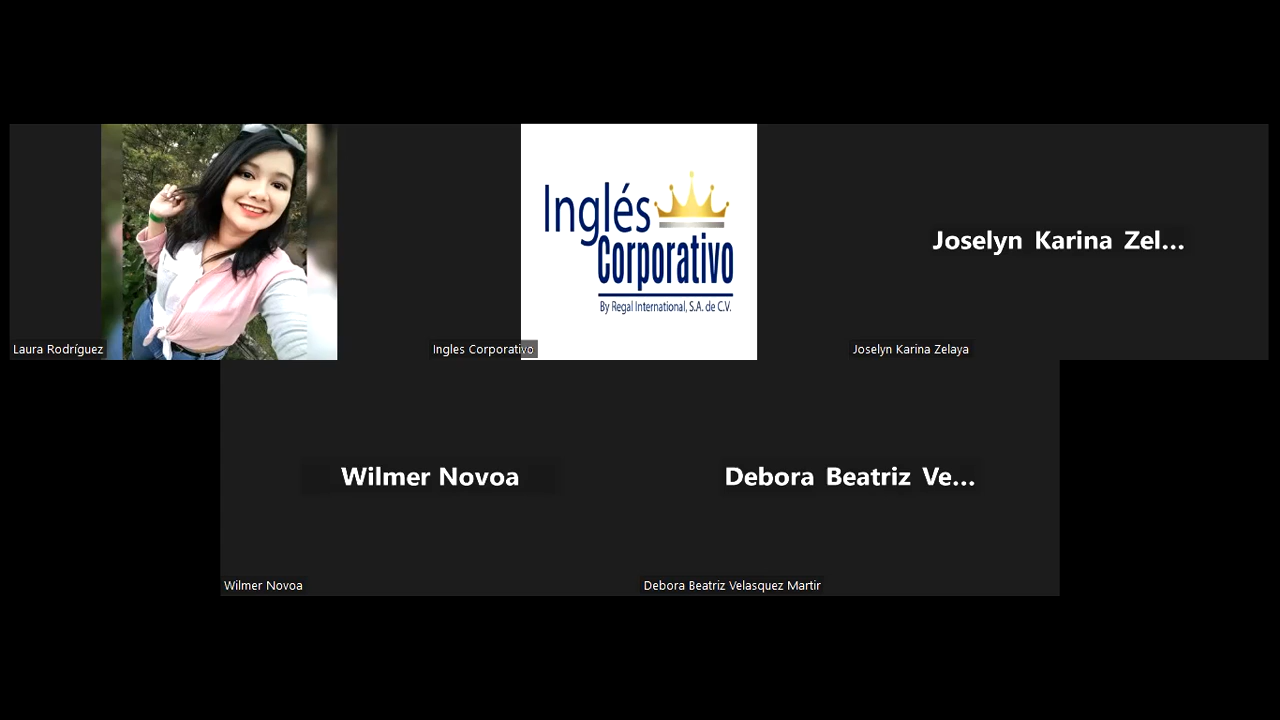 Inglés
Corporativo
By Regal International, S.A. de C.V.
Joselyn Karina Zel...
Laura Rodríguez
Ingles Corporativo
Joselyn Karina Zelaya
Wilmer Novoa
Debora Beatriz Ve...
Wilmer Novoa
Debora Beatriz Velasquez Martir